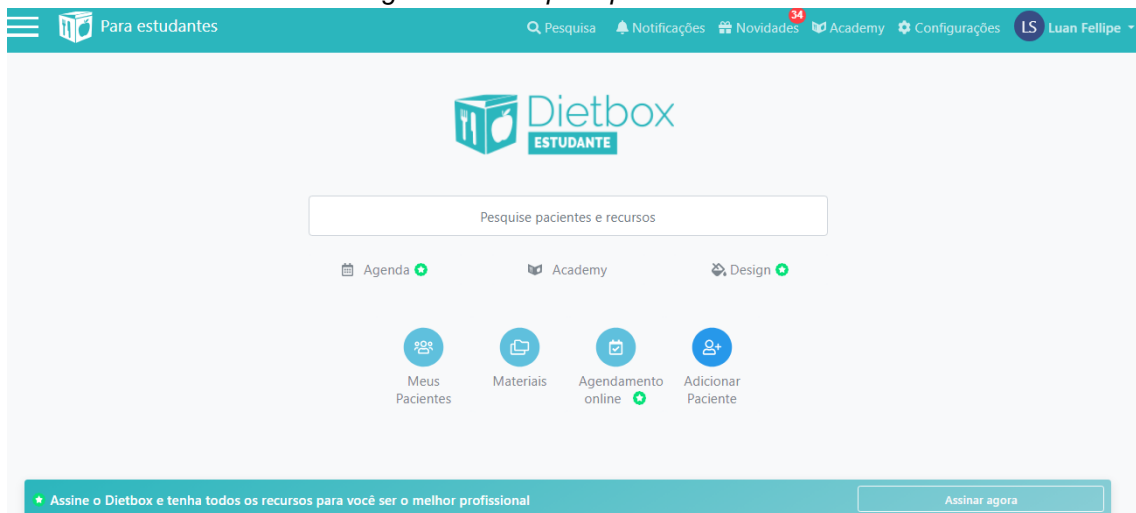 Para estudantes
Pesquisa Notificações Novidades 34 Academy Configurações LS Luan Fellipe
Dietbox
ESTUDANTE
Pesquise pacientes e recursos
Agenda Academy Design
Meus Pacientes
Materiais
Agendamento online
Adicionar Paciente
Assine o Dietbox e tenha todos os recursos para você ser o melhor profissional
Assinar agora